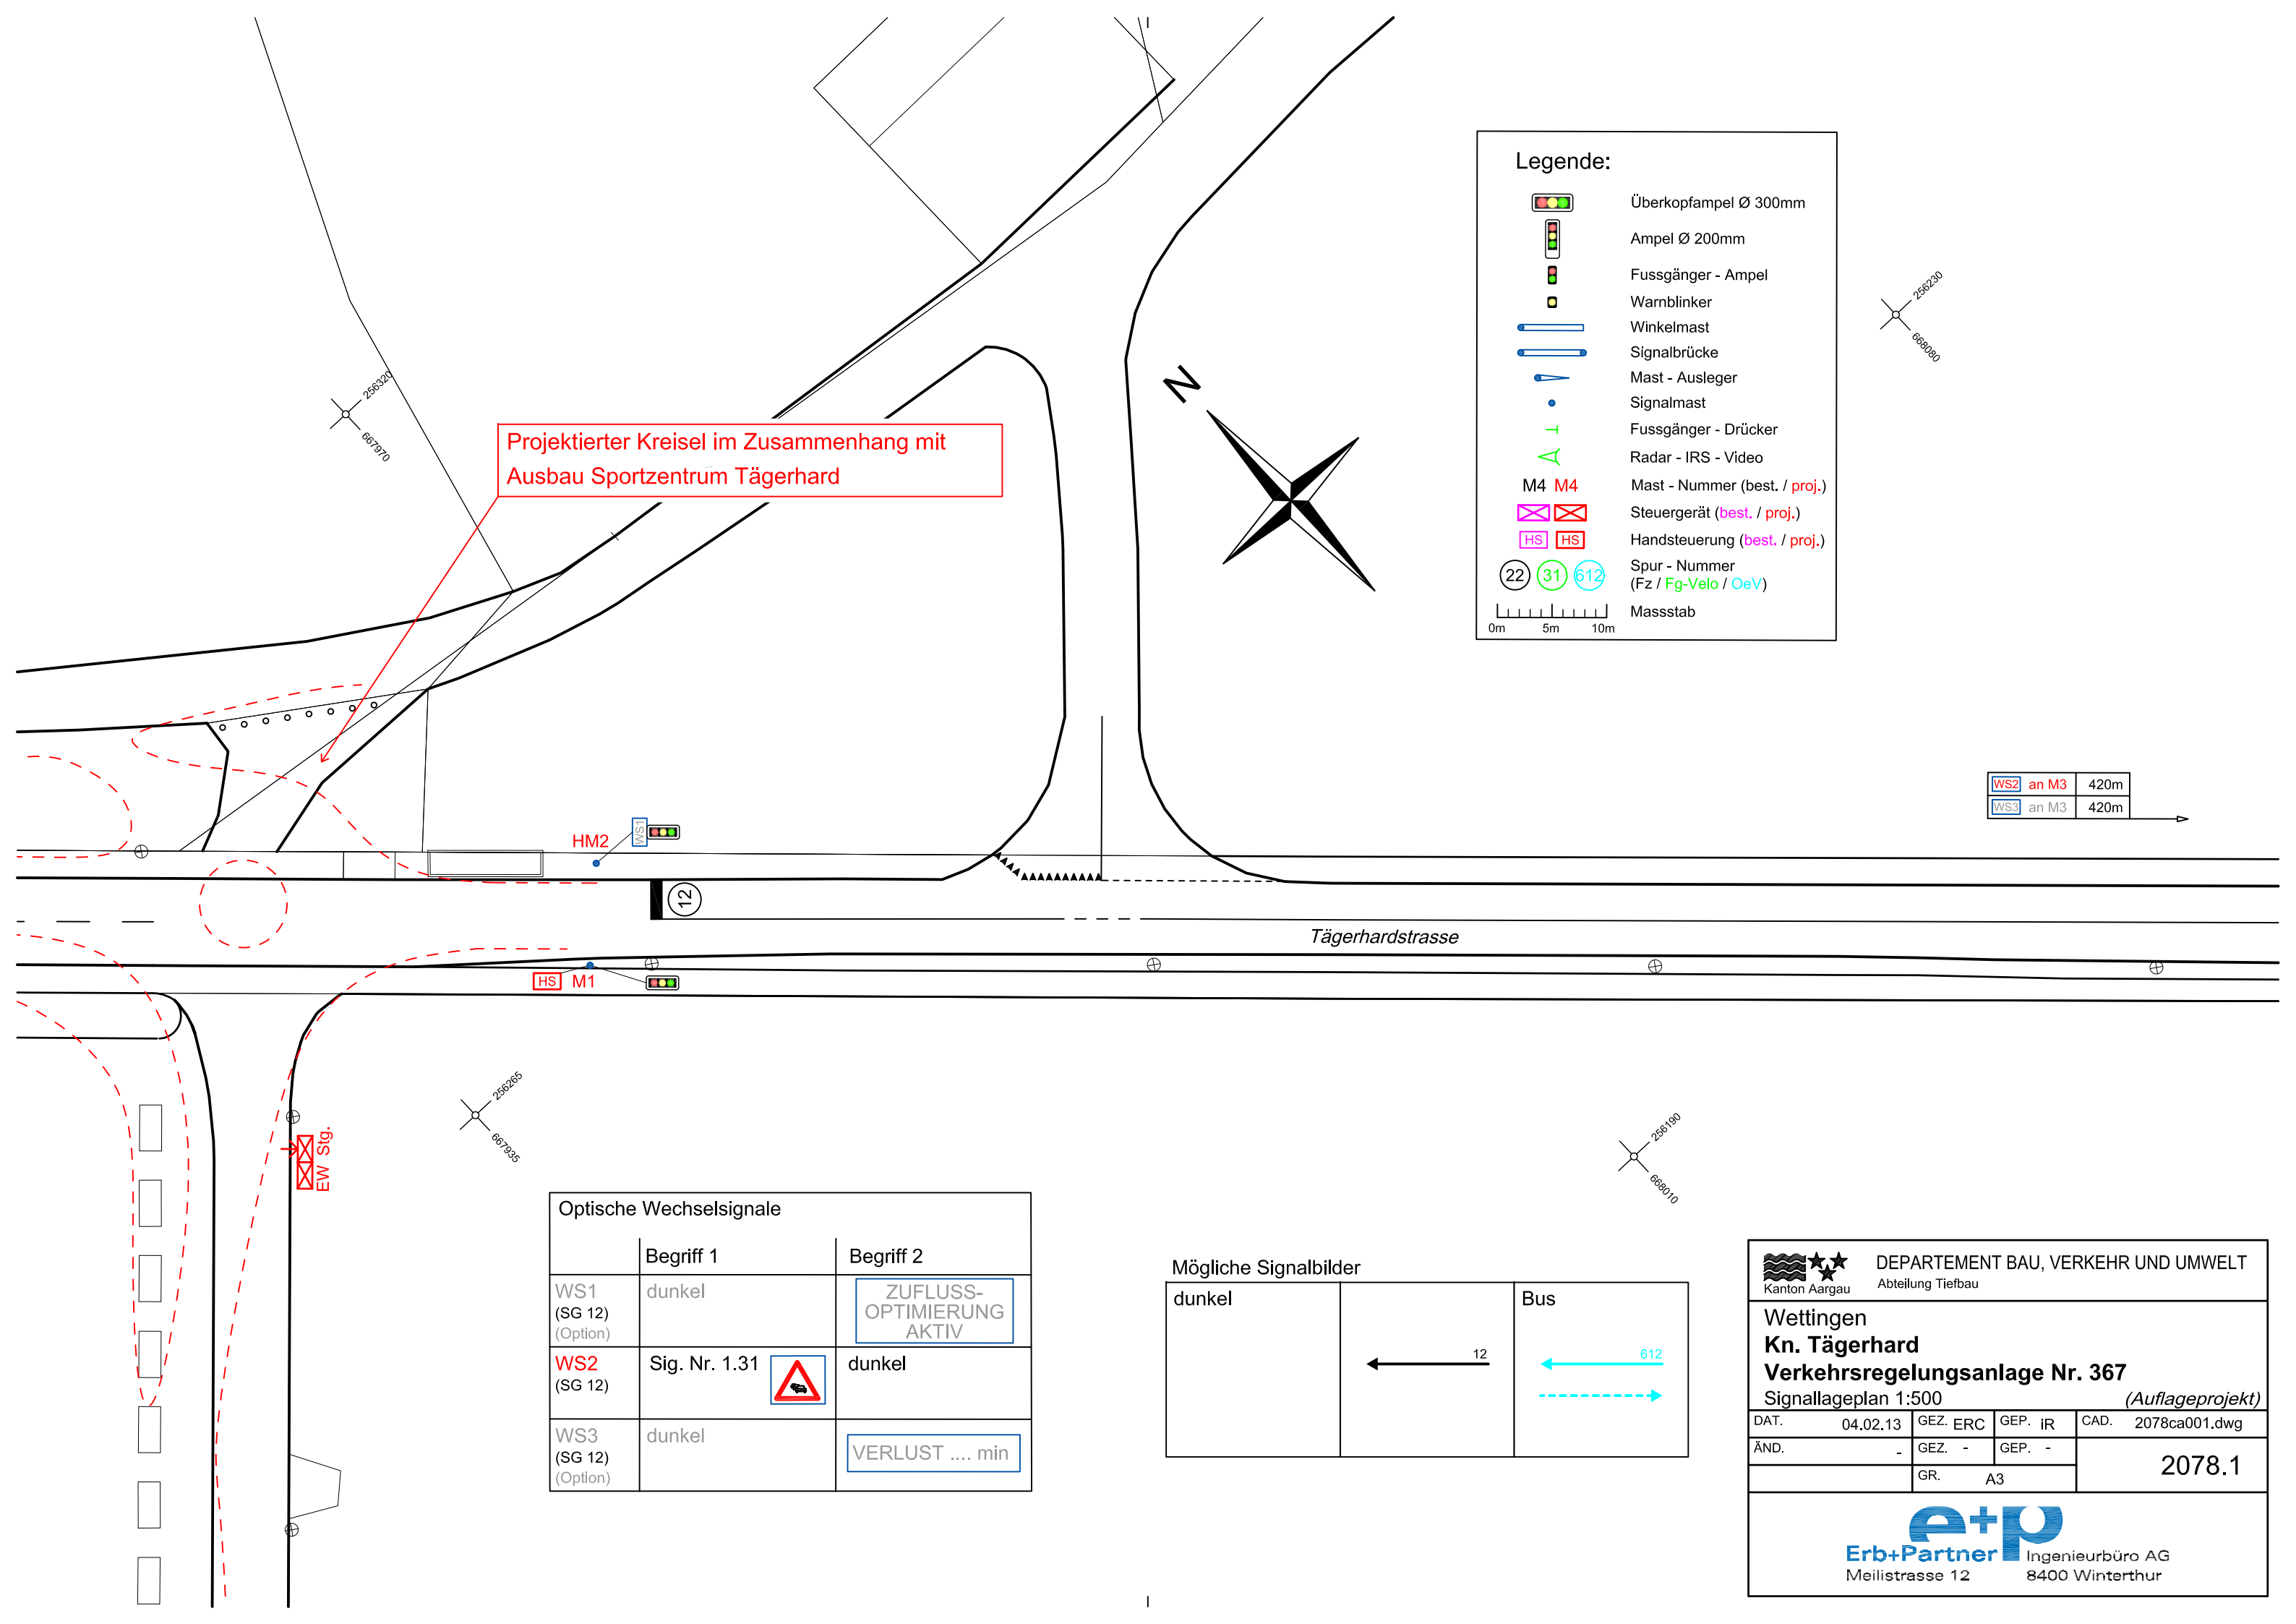 Legende:
Überkopfampel Ø 300mm
Ampel Ø 200mm
Fussgänger - Ampel
Warnblinker
Winkelmast
Signalbrücke
Mast - Ausleger
Signalmast
Fussgänger - Drücker
Radar - IRS - Video
M4 M4 Mast - Nummer (best. / proj.)
Steuergerät (best. / proj.)
HS HS Handsteuerung (best. / proj.)
22 31 612 Spur - Nummer
(Fz / Fg-Velo / OeV)
Massstab
0m 5m 10m
256230
668080
256320
667970
N
Projektierter Kreisel im Zusammenhang mit
Ausbau Sportzentrum Tägerhard
WS2 an M3 420m
WS3 an M3 420m
HM2
WS1
12
Tägerhardstrasse
HS M1
256265
667935
256190
668010
EW Stg.
Optische Wechselsignale
Begriff 1 Begriff 2
WS1
(SG 12)
(Option)
dunkel
ZUFLUSS-
OPTIMIERUNG
AKTIV
WS2
(SG 12)
Sig. Nr. 1.31
dunkel
WS3
(SG 12)
(Option)
dunkel
VERLUST .... min
Mögliche Signalbilder
dunkel
12
Bus
612
Kanton Aargau
DEPARTEMENT BAU, VERKEHR UND UMWELT
Abteilung Tiefbau
Wettingen
Kn. Tägerhard
Verkehrsregelungsanlage Nr. 367
Signallageplan 1:500 (Auflageprojekt)
DAT. 04.02.13 GEZ. ERC GEP. iR CAD. 2078ca001.dwg
ÄND. - GEZ. - GEP. -
GR. A3
2078.1
e+p
Erb+Partner Ingenieurbüro AG
Meilistrasse 12 8400 Winterthur